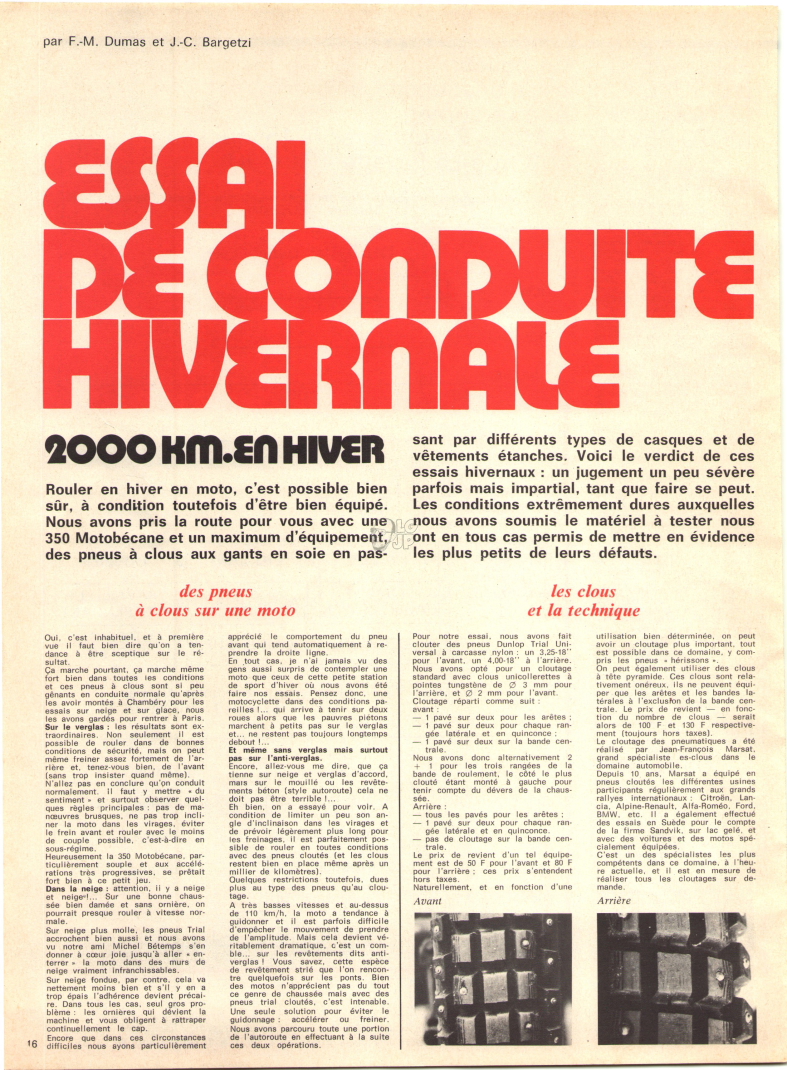 par F.-M. Dumas et J.-C. Bargetzi
ESSAI
DE CONDUITE
HIVERNALE
2000 KM. EN HIVER
Rouler en hiver en moto, c'est possible bien
sûr, à condition toutefois d'être bien équipé.
Nous avons pris la route pour vous avec une
350 Motobécane et un maximum d'équipement,
des pneus à clous aux gants en soie en pas-
sant par différents types de casques et de
vêtements étanches. Voici le verdict de ces
essais hivernaux : un jugement un peu sévère
parfois mais impartial, tant que faire se peut.
Les conditions extrêmement dures auxquelles
nous avons soumis le matériel à tester nous
ont en tous cas permis de mettre en évidence
les plus petits de leurs défauts.
des pneus
à clous sur une moto
Oui, c'est inhabituel, et à première
vue il faut bien dire qu'on a ten-
dance à être sceptique sur le ré-
sultat.
Ça marche pourtant, ça marche même
fort bien dans toutes les conditions
et ces pneus à clous sont si peu
gênants en conduite normale qu'après
les avoir montés à Chambéry pour les
essais sur neige et sur glace, nous
les avons gardés pour rentrer à Paris.
Sur le verglas : les résultats sont ex-
traordinaires. Non seulement il est
possible de rouler dans de bonnes
conditions de sécurité, mais on peut
même freiner assez fortement de l'ar-
rière et, tenez-vous bien, de l'avant
(sans trop insister quand même).
N'allez pas en conclure qu'on conduit
normalement. Il faut y mettre « du
sentiment » et surtout observer quel-
ques règles principales : pas de ma-
nœuvres brusques, ne pas trop incli-
ner la moto dans les virages, éviter
le frein avant et rouler avec le moins
de couple possible, c'est-à-dire en
sous-régime.
Heureusement la 350 Motobécane, par-
ticulièrement souple et aux accélé-
rations très progressives, se prêtait
fort bien à ce petit jeu.
Dans la neige : attention, il y a neige
et neige !... Sur une bonne chaus-
sée bien damée et sans ornière, on
pourrait presque rouler à vitesse nor-
male.
Sur neige plus molle, les pneus Trial
accrochent bien aussi et nous avons
vu notre ami Michel Bétemps s'en
donner à cœur joie jusqu'à aller « en-
terrer » la moto dans des murs de
neige vraiment infranchissables.
Sur neige fondue, par contre, cela va
nettement moins bien et s'il y en a
trop épais l'adhérence devient précai-
re. Dans tous les cas, seul gros pro-
blème : les ornières qui dévient la
machine et vous obligent à rattraper
continuellement le cap.
Encore que dans ces circonstances
difficiles nous ayons particulièrement
apprécié le comportement du pneu
avant qui tend automatiquement à re-
prendre la droite ligne.
En tout cas, je n'ai jamais vu des
gens aussi surpris de contempler une
moto que ceux de cette petite station
de sport d'hiver où nous avons été
faire nos essais. Pensez donc, une
motocyclette dans des conditions pa-
reilles !... qui arrive à tenir sur deux
roues alors que les pauvres piétons
marchent à petits pas sur le verglas
et... ne restent pas toujours longtemps
debout !...
Et même sans verglas mais surtout
pas sur l'anti-verglas.
Encore, allez-vous me dire, que ça
tienne sur neige et verglas d'accord,
mais sur le mouillé ou les revête-
ments béton (style autoroute) cela ne
doit pas être terrible !...
Eh bien, on a essayé pour voir. A
condition de limiter un peu son an-
gle d'inclinaison dans les virages et
de prévoir légèrement plus long pour
les freinages, il est parfaitement pos-
sible de rouler en toutes conditions
avec des pneus cloutés (et les clous
restent bien en place même après un
millier de kilomètres).
Quelques restrictions toutefois, dues
plus au type des pneus qu'au clou-
tage.
A très basses vitesses et au-dessus
de 110 km/h, la moto a tendance à
guidonner et il est parfois difficile
d'empêcher le mouvement de prendre
de l'amplitude. Mais cela devient vé-
ritablement dramatique, c'est un com-
ble... sur les revêtements dits anti-
verglas ! Vous savez, cette espèce
de revêtement strié que l'on rencon-
tre quelquefois sur les ponts. Bien
des motos n'apprécient pas du tout
ce genre de chaussée mais avec des
pneus trial cloutés, c'est intenable.
Une seule solution pour éviter le
guidonnage : accélérer ou freiner.
Nous avons parcouru toute une portion
de l'autoroute en effectuant à la suite
ces deux opérations.
les clous
et la technique
Pour notre essai, nous avons fait
clouter des pneus Dunlop Trial Uni-
versal à carcasse nylon : un 3,25-18''
pour l'avant, un 4,00-18'' à l'arrière.
Nous avons opté pour un cloutage
standard avec clous unicollerettes à
pointes tungstène de ∅ 3 mm pour
l'arrière, et ∅ 2 mm pour l'avant.
Cloutage réparti comme suit :
avant :
— 1 pavé sur deux pour les arêtes ;
— 1 pavé sur deux pour chaque ran-
gée latérale et en quinconce ;
— 1 pavé sur deux sur la bande cen-
trale.
Nous avons donc alternativement 2
+ 1 pour les trois rangées de la
bande de roulement, le côté le plus
clouté étant monté à gauche pour
tenir compte du dévers de la chaus-
sée.
Arrière :
— tous les pavés pour les arêtes ;
— 1 pavé sur deux pour chaque ran-
gée latérale et en quinconce.
— pas de cloutage sur la bande cen-
trale.
Le prix de revient d'un tel équipe-
ment est de 50 F pour l'avant et 80 F
pour l'arrière ; ces prix s'entendent
hors taxes.
Naturellement, et en fonction d'une
utilisation bien déterminée, on peut
avoir un cloutage plus important, tout
est possible dans ce domaine, y com-
pris les pneus « hérissons ».
On peut également utiliser des clous
à tête pyramide. Ces clous sont rela-
tivement onéreux, ils ne peuvent équi-
per que les arêtes et les bandes la-
térales à l'exclusfon de la bande cen-
trale. Le prix de revient — en fonc-
tion du nombre de clous — serait
alors de 100 F et 130 F respective-
ment (toujours hors taxes).
Le cloutage des pneumatiques a été
réalisé par Jean-François Marsat,
grand spécialiste es-clous dans le
domaine automobile.
Depuis 10 ans, Marsat a équipé en
pneus cloutés les différentes usines
participants régulièrement aux grands
rallyes internationaux : Citroën, Lan-
cia, Alpine-Renault, Alfa-Roméo, Ford,
BMW, etc. Il a également effectué
des essais en Suède pour le compte
de la firme Sandvik, sur lac gelé, et
avec des voitures et des motos spé-
cialement équipées.
C'est un des spécialistes les plus
compétents dans ce domaine, à l'heu-
re actuelle, et il est en mesure de
réaliser tous les cloutages sur de-
mande.
Avant
Arrière
16